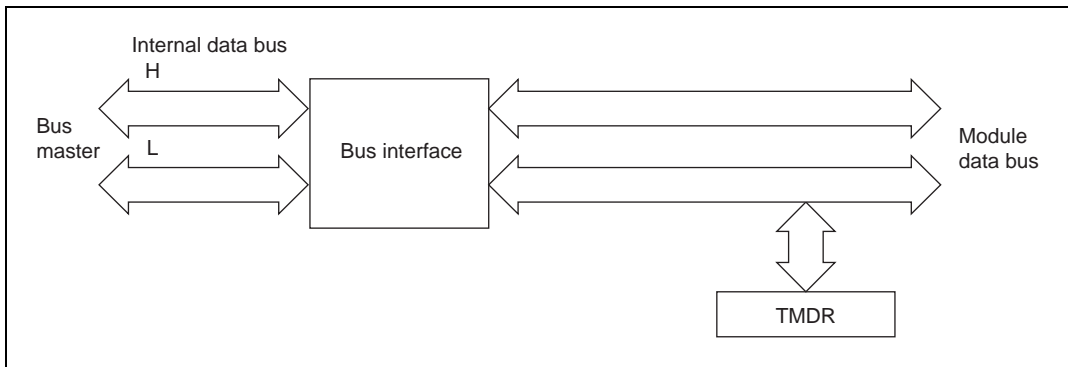 Internal data bus
H
Bus
master
L
Bus interface
Module
data bus
TMDR